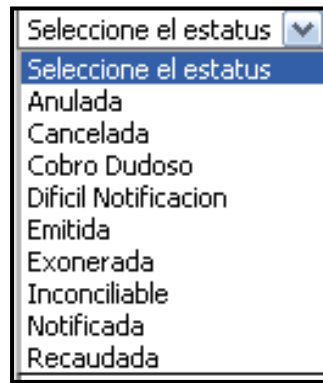 Seleccione el estatus
Seleccione el estatus
Anulada
Cancelada
Cobro Dudoso
Dificil Notificacion
Emitida
Exonerada
Inconciliable
Notificada
Recaudada